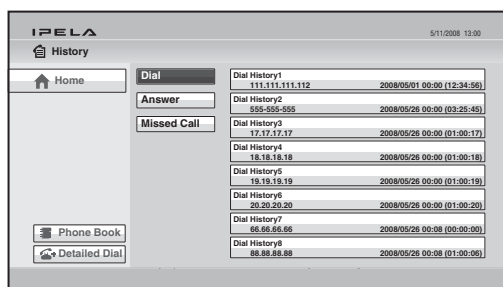 IPELA
5/11/2008 13:00
History
Home
Dial
Answer
Missed Call
Dial History1
111.111.111.112 2008/05/01 00:00 (12:34:56)
Dial History2
555-555-555 2008/05/26 00:00 (03:25:45)
Dial History3
17.17.17.17 2008/05/26 00:00 (01:00:17)
Dial History4
18.18.18.18 2008/05/26 00:00 (01:00:18)
Dial History5
19.19.19.19 2008/05/26 00:00 (01:00:19)
Dial History6
20.20.20.20 2008/05/26 00:00 (01:00:20)
Dial History7
66.66.66.66 2008/05/26 00:08 (00:00:00)
Dial History8
88.88.88.88 2008/05/26 00:08 (01:00:06)
Phone Book
Detailed Dial